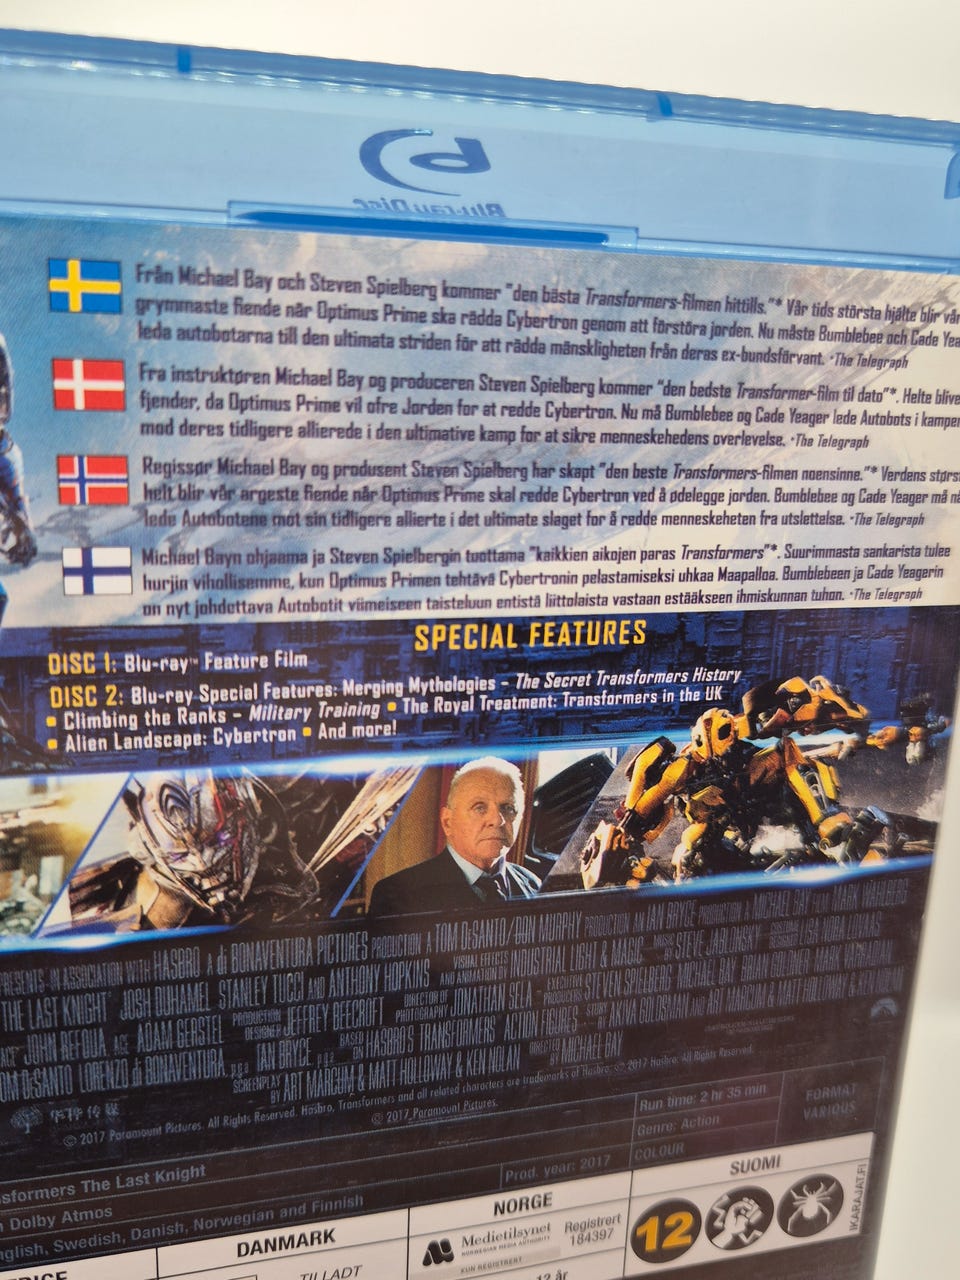 Blu-ray Disc
Från Michael Bay och Steven Spielberg kommer "den bästa Transformers-filmen hittills."* Vår tids största hjälte blir
grymmaste fiende när Optimus Prime ska rädda Cybertron genom att förstöra jorden. Nu måste Bumblebee och Cade
leda autobotarna till den ultimata striden för att rädda mänskligheten från deras ex-bundsförvant. *The Telegraph
Fra instruktøren Michael Bay og produceren Steven Spielberg kommer "den bedste Transformer-film til dato"*. Helte
fjender, da Optimus Prime vil ofre Jorden for at redde Cybertron. Nu må Bumblebee og Cade Yeager lede Autobots i
mod deres tidligere allierede i den ultimative kamp for at sikre menneskehedens overlevelse. *The Telegraph
Regissør Michael Bay og produsent Steven Spielberg har skapt "den beste Transformers-filmen noensinne."* Verdens
helt blir vår argeste fiende når Optimus Prime skal redde Cybertron ved å ødelegge jorden. Bumblebee og Cade Yeager må
lede Autobotene mot sin tidligere allierte i det ultimate slaget for å redde menneskeheten fra utslettelse. *The Telegraph
Michael Bayn ohjaama ja Steven Spielbergin tuottama "kaikkien aikojen paras Transformers"*. Suurimmasta sankarista tulee
hurjin vihollisemme, kun Optimus Primen tehtävä Cybertronin pelastamiseksi uhkaa Maapalloa. Bumblebeen ja Cade Yeagerin
on nyt johdettava Autobotit viimeiseen taisteluun entistä liittolaista vastaan estääkseen ihmiskunnan tuhon. *The Telegraph
SPECIAL FEATURES
DISC 1: Blu-ray™ Feature Film
DISC 2: Blu-ray Special Features: Merging Mythologies – The Secret Transformers History
▪ Climbing the Ranks – Military Training ▪ The Royal Treatment: Transformers in the UK
▪ Alien Landscape: Cybertron ▪ And more!
PRESENTS IN ASSOCIATION WITH HASBRO A di BONAVENTURA PICTURES PRODUCTION A TOM DeSANTO/DON MURPHY PRODUCTION AN IAN BRYCE PRODUCTION A MICHAEL BAY FILM MARK WAHLBERG
THE LAST KNIGHT" JOSH DUHAMEL STANLEY TUCCI AND ANTHONY HOPKINS VISUAL EFFECTS AND ANIMATION BY INDUSTRIAL LIGHT & MAGIC MUSIC BY STEVE JABLONSKY
JOHN REFOUA, ACE ADAM GERSTEL PRODUCTION DESIGNER JEFFREY BEECROFT DIRECTOR OF PHOTOGRAPHY JONATHAN SELA EXECUTIVE PRODUCERS STEVEN SPIELBERG MICHAEL BAY BRIAN GOLDNER MARK VAHRADIAN
TOM DeSANTO LORENZO di BONAVENTURA, p.g.a. IAN BRYCE, p.g.a. BASED ON HASBRO'S TRANSFORMERS ACTION FIGURES STORY BY AKIVA GOLDSMAN AND ART MARCUM & MATT HOLLOWAY & KEN NOLAN
SCREENPLAY BY ART MARCUM & MATT HOLLOWAY & KEN NOLAN DIRECTED BY MICHAEL BAY
华桦传媒
© 2017 Paramount Pictures. All Rights Reserved. Hasbro, Transformers and all related characters are trademarks of Hasbro. © 2017 Hasbro. All Rights Reserved.
© 2017 Paramount Pictures.
Run time: 2 hr 35 min
FORMAT
VARIOUS
Genre: Action
COLOUR
Prod. year: 2017
The Last Knight
Dolby Atmos
Swedish, Danish, Norwegian and Finnish
SUOMI
NORGE
DANMARK
Medietilsynet
NORWEGIAN MEDIA AUTHORITY
KUN REGISTRERT
Registrert
184397
12
IKARAJAT.FI
TILLADT
12 år